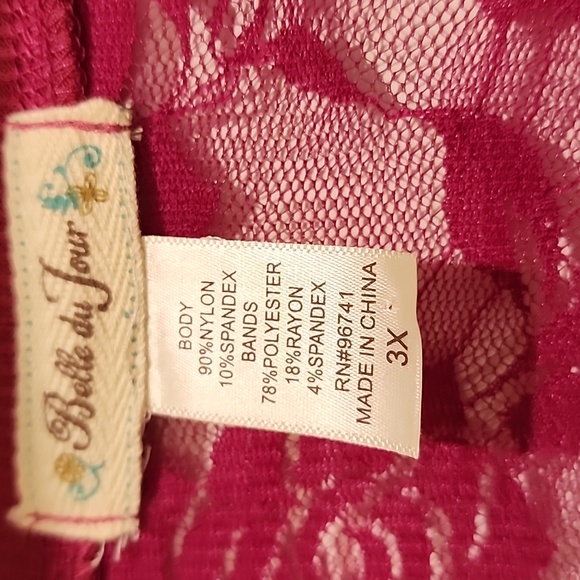 Belle du Jour
BODY
90%NYLON
10%SPANDEX
BANDS
78%POLYESTER
18%RAYON
4%SPANDEX
RN#96741
MADE IN CHINA
3X